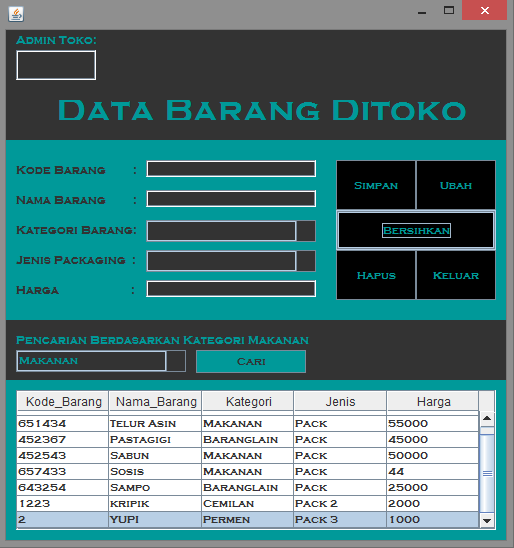 Admin Toko:
Data Barang Ditoko
Kode Barang :
Nama Barang :
Kategori Barang:
Jenis Packaging :
Harga :
Simpan Ubah
Bersihkan
Hapus Keluar
Pencarian Berdasarkan Kategori Makanan
Makanan Cari
Kode_Barang Nama_Barang Kategori Jenis Harga
651434 Telur Asin Makanan Pack 55000
452367 Pastagigi Baranglain Pack 45000
452543 Sabun Makanan Pack 50000
657433 Sosis Makanan Pack 44
643254 Sampo Baranglain Pack 25000
1223 kripik Cemilan Pack 2 2000
2 YUPI Permen Pack 3 1000